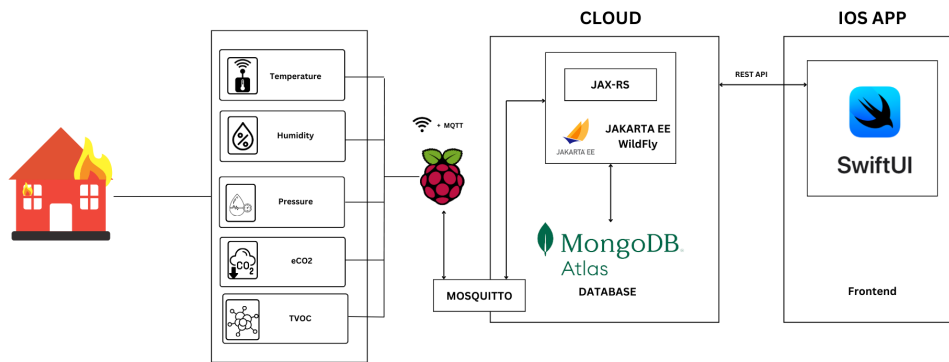 CLOUD
IOS APP
Temperature
Humidity
Pressure
CO2
eCO2
TVOC
+ MQTT
MOSQUITTO
JAX-RS
JAKARTA EE
JAKARTA EE
WildFly
MongoDB.
Atlas
DATABASE
REST API
SwiftUI
Frontend